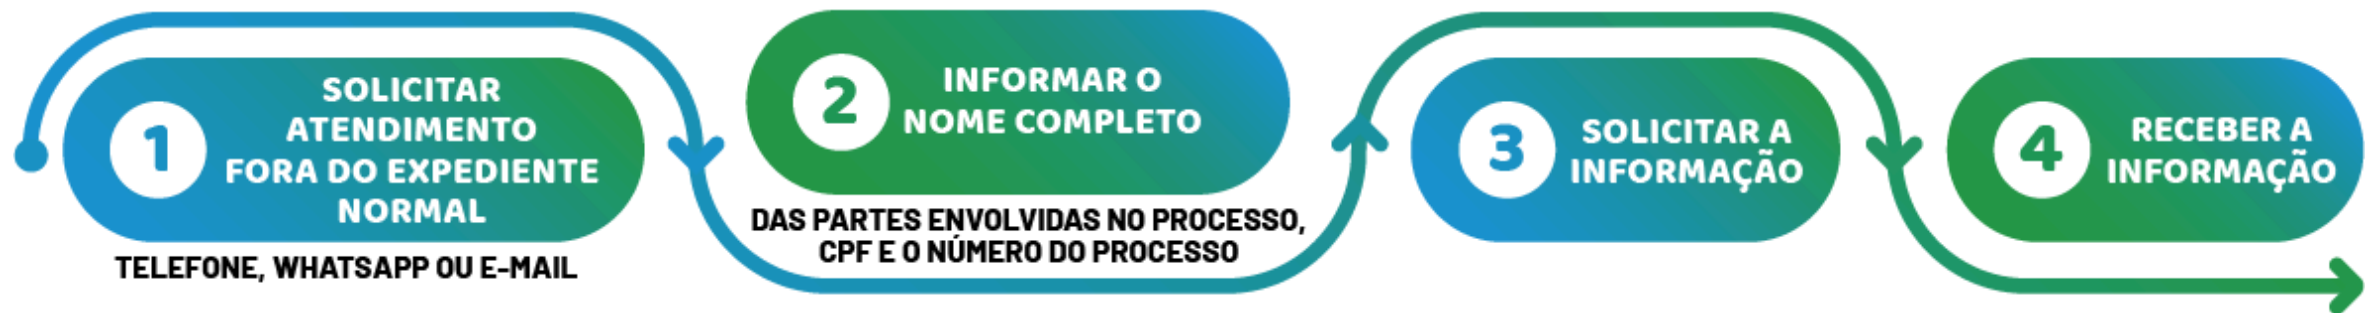 1
SOLICITAR
ATENDIMENTO
FORA DO EXPEDIENTE
NORMAL
TELEFONE, WHATSAPP OU E-MAIL
2
INFORMAR O
NOME COMPLETO
DAS PARTES ENVOLVIDAS NO PROCESSO,
CPF E O NÚMERO DO PROCESSO
3
SOLICITAR A
INFORMAÇÃO
4
RECEBER A
INFORMAÇÃO